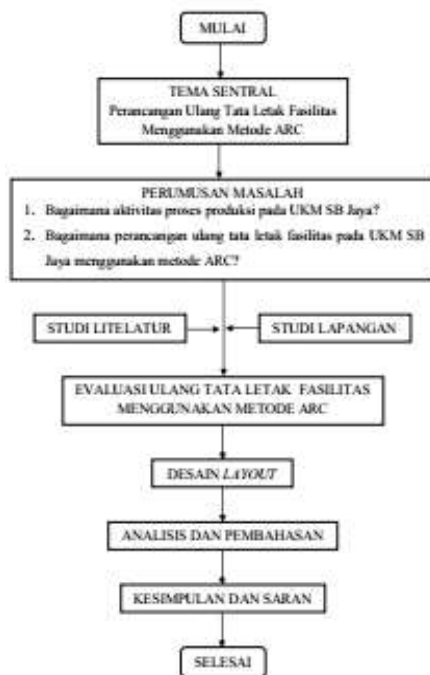 MULAI
TEMA SENTRAL
Perancangan Ulang Tata Letak Fasilitas
Menggunakan Metode ARC
PERUMUSAN MASALAH
1. Bagaimana aktivitas proses produksi pada UKM SB Jaya?
2. Bagaimana perancangan ulang tata letak fasilitas pada UKM SB
Jaya menggunakan metode ARC?
STUDI LITELATUR
STUDI LAPANGAN
EVALUASI ULANG TATA LETAK FASILITAS
MENGGUNAKAN METODE ARC
DESAIN LAYOUT
ANALISIS DAN PEMBAHASAN
KESIMPULAN DAN SARAN
SELESAI